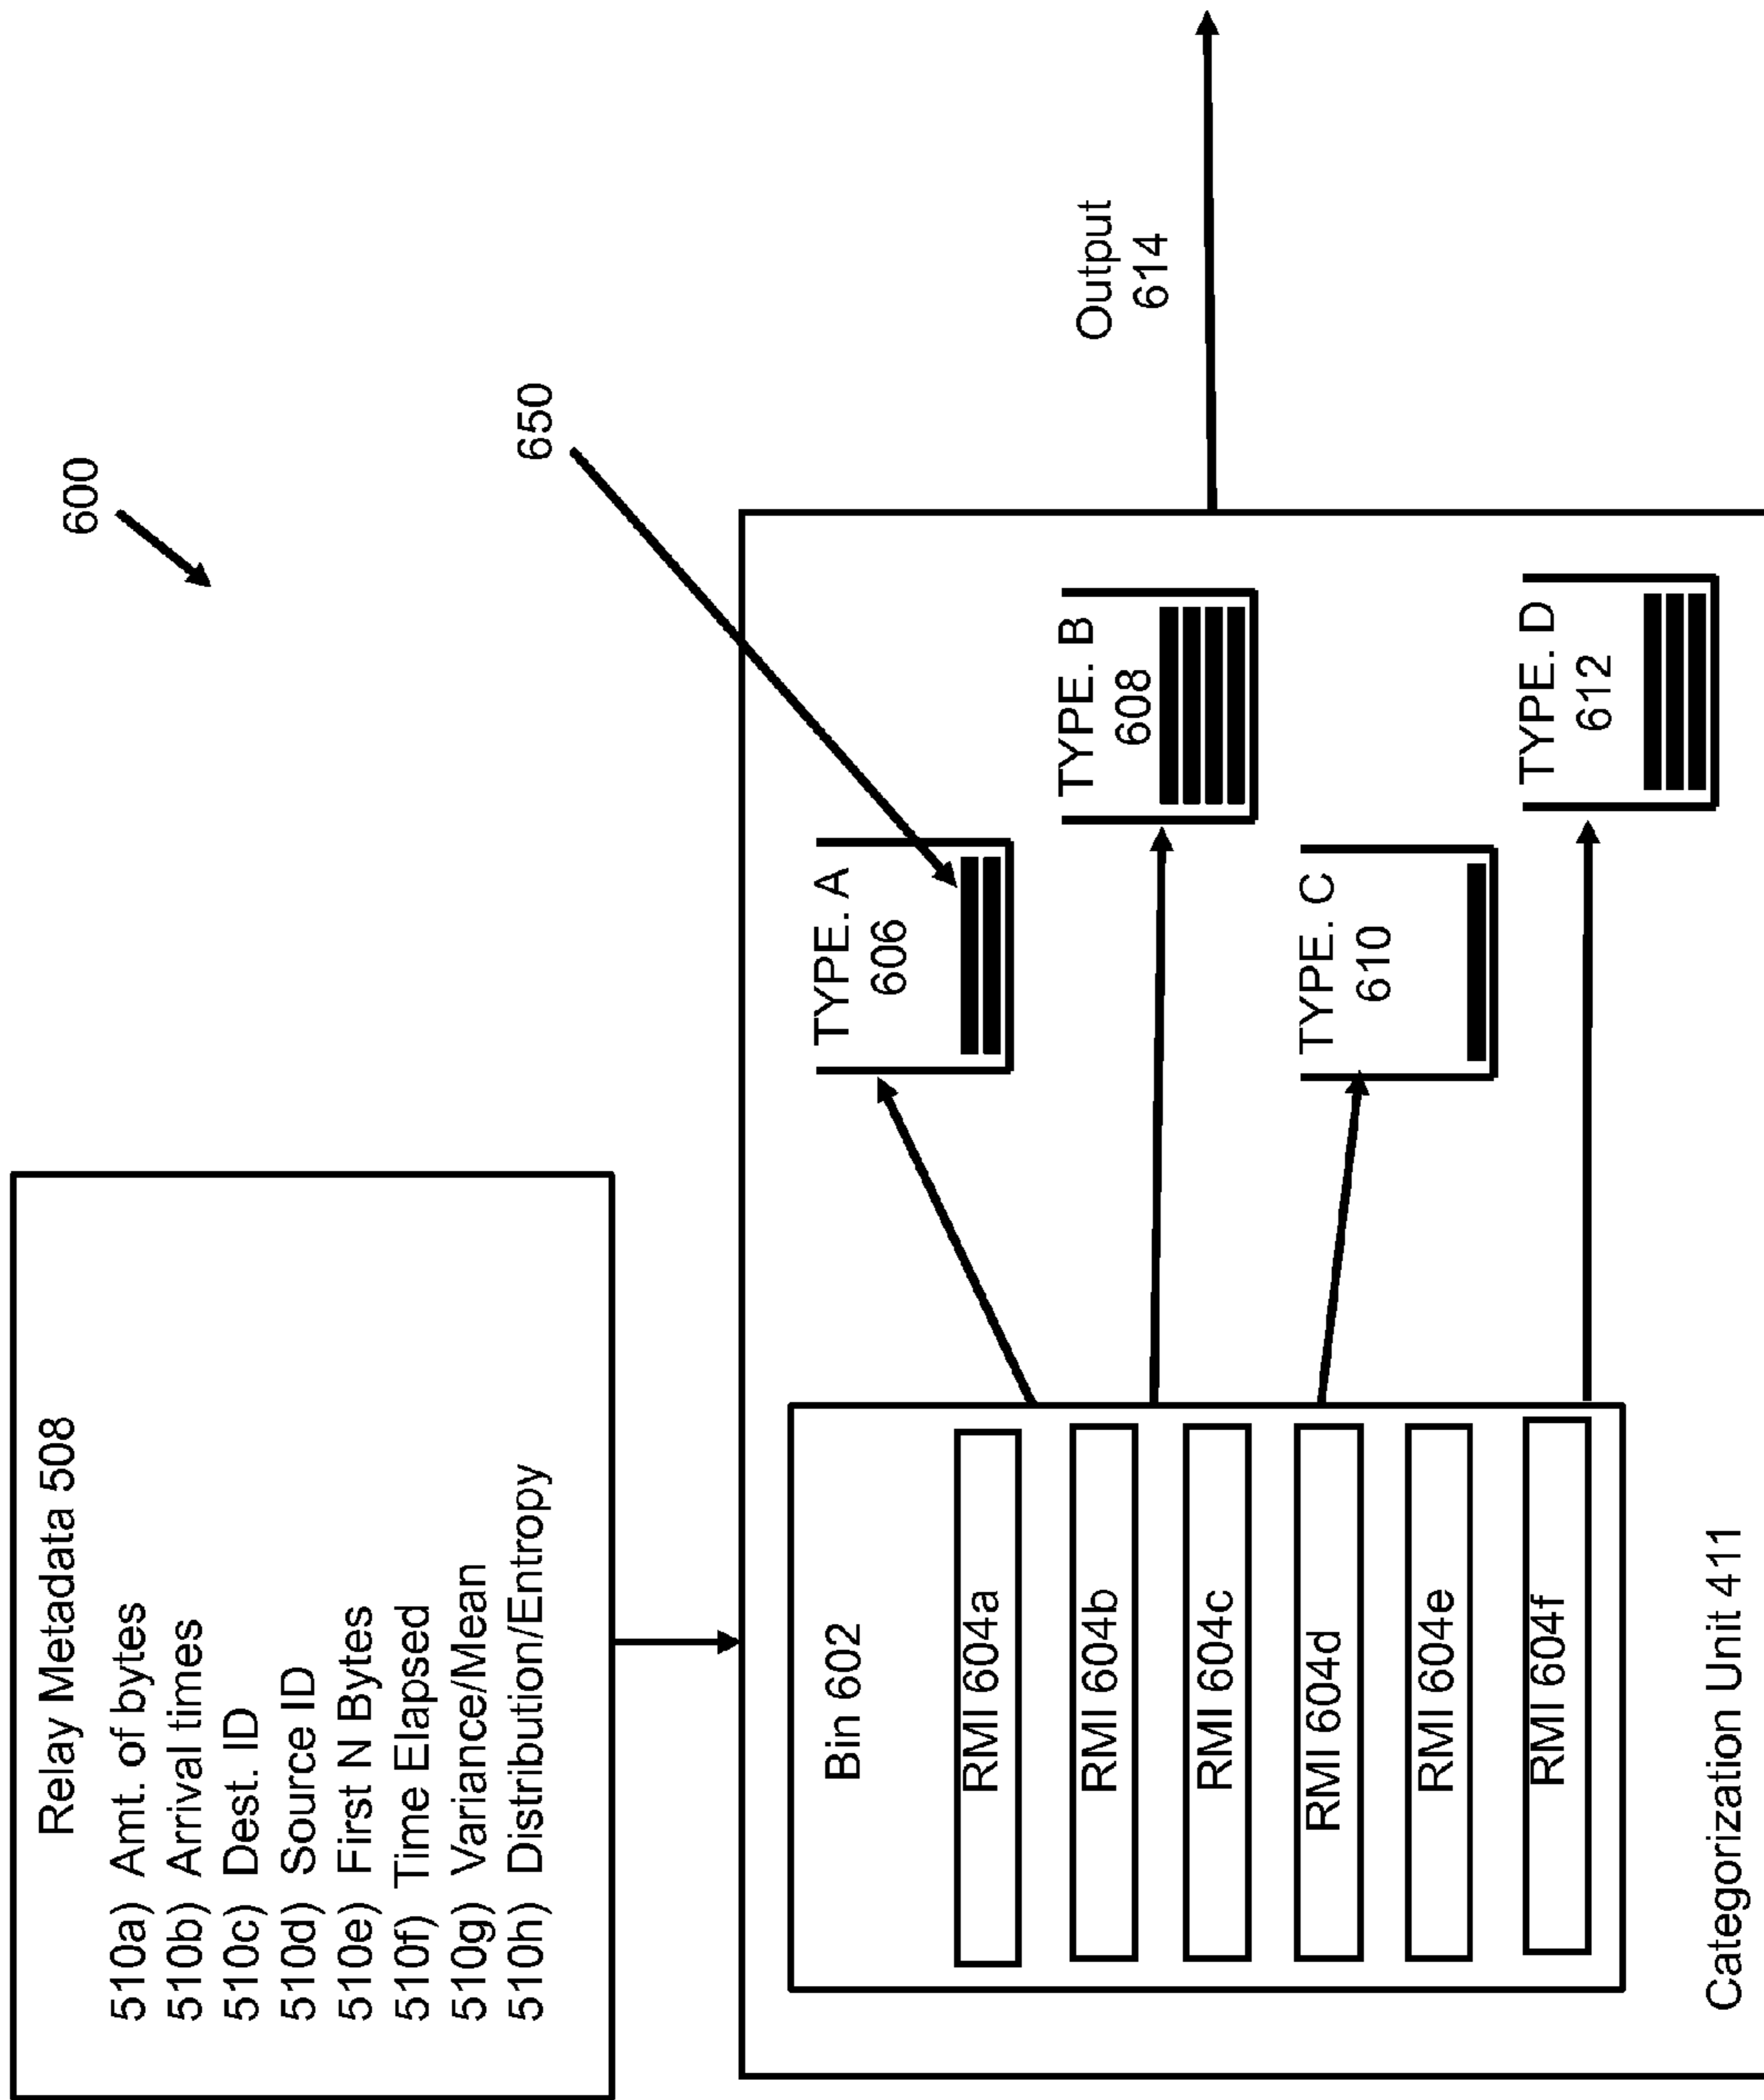 600
Relay Metadata 508
510a) Amt. of bytes
510b) Arrival times
510c) Dest. ID
510d) Source ID
510e) First N Bytes
510f) Time Elapsed
510g) Variance/Mean
510h) Distribution/Entropy
650
Bin 602
RMI 604a
RMI 604b
RMI 604c
RMI 604d
RMI 604e
RMI 604f
TYPE. A
606
TYPE. B
608
TYPE. C
610
TYPE. D
612
Output
614
Categorization Unit 411